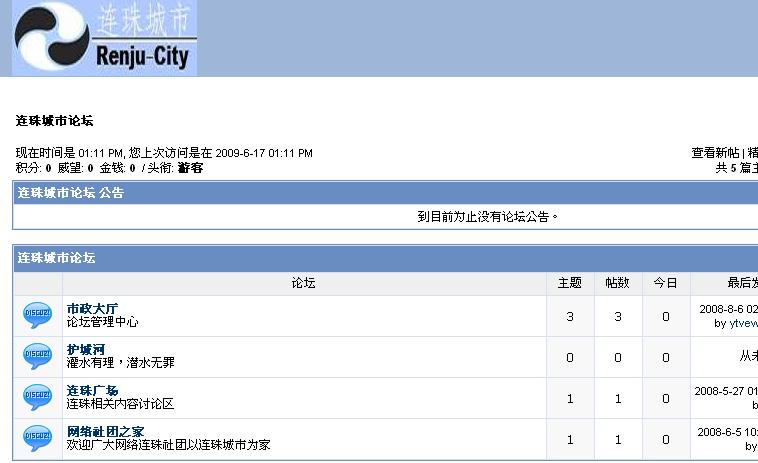 连珠城市
Renju-City
连珠城市论坛
现在时间是 01:11 PM, 您上次访问是在 2009-6-17 01:11 PM
查看新帖 | 精
积分: 0 威望: 0 金钱: 0 / 头衔: 游客
共 5 篇主
连珠城市论坛 公告
到目前为止没有论坛公告。
连珠城市论坛
论坛 主题 帖数 今日 最后发
DISCUZ! 市政大厅 3 3 0 2008-8-6 02
论坛管理中心 by ytvew
DISCUZ! 护城河 0 0 0 从未
灌水有理，潜水无罪
DISCUZ! 连珠广场 1 1 0 2008-5-27 01
连珠相关内容讨论区 b
DISCUZ! 网络社团之家 1 1 0 2008-6-5 10:
欢迎广大网络连珠社团以连珠城市为家 by